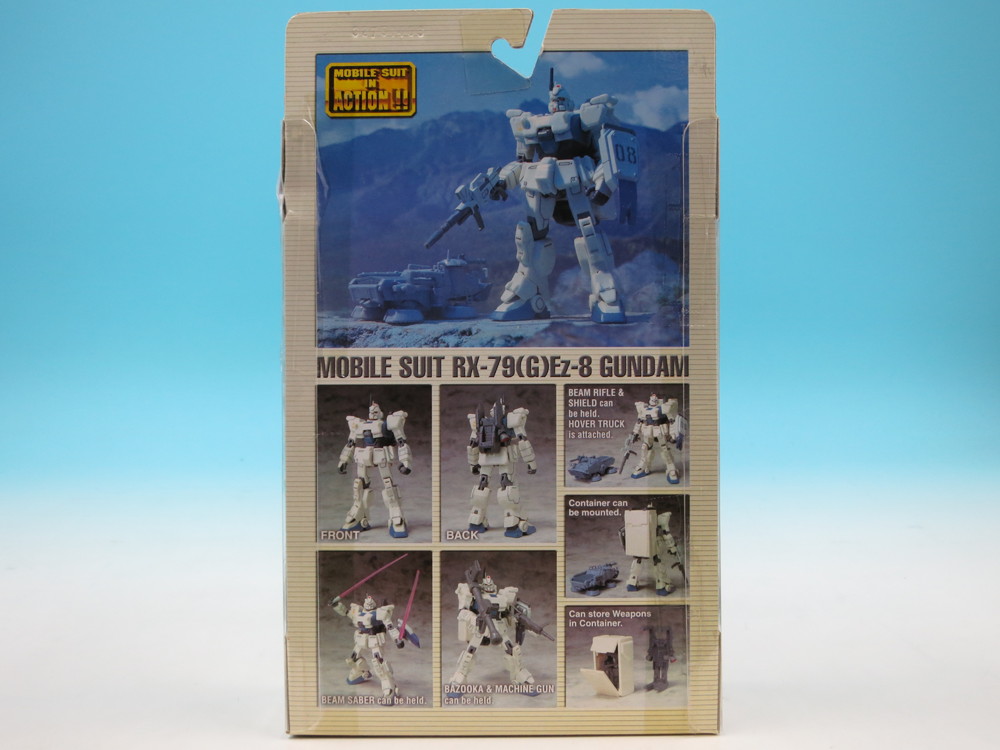 MOBILE SUIT
IN
ACTION!!
08
MOBILE SUIT RX-79(G)Ez-8 GUNDAM
FRONT
BACK
BEAM RIFLE &
SHIELD can
be held.
HOVER TRUCK
is attached.
Container can
be mounted.
BEAM SABER can be held.
BAZOOKA & MACHINE GUN
can be held.
Can store Weapons
in Container.